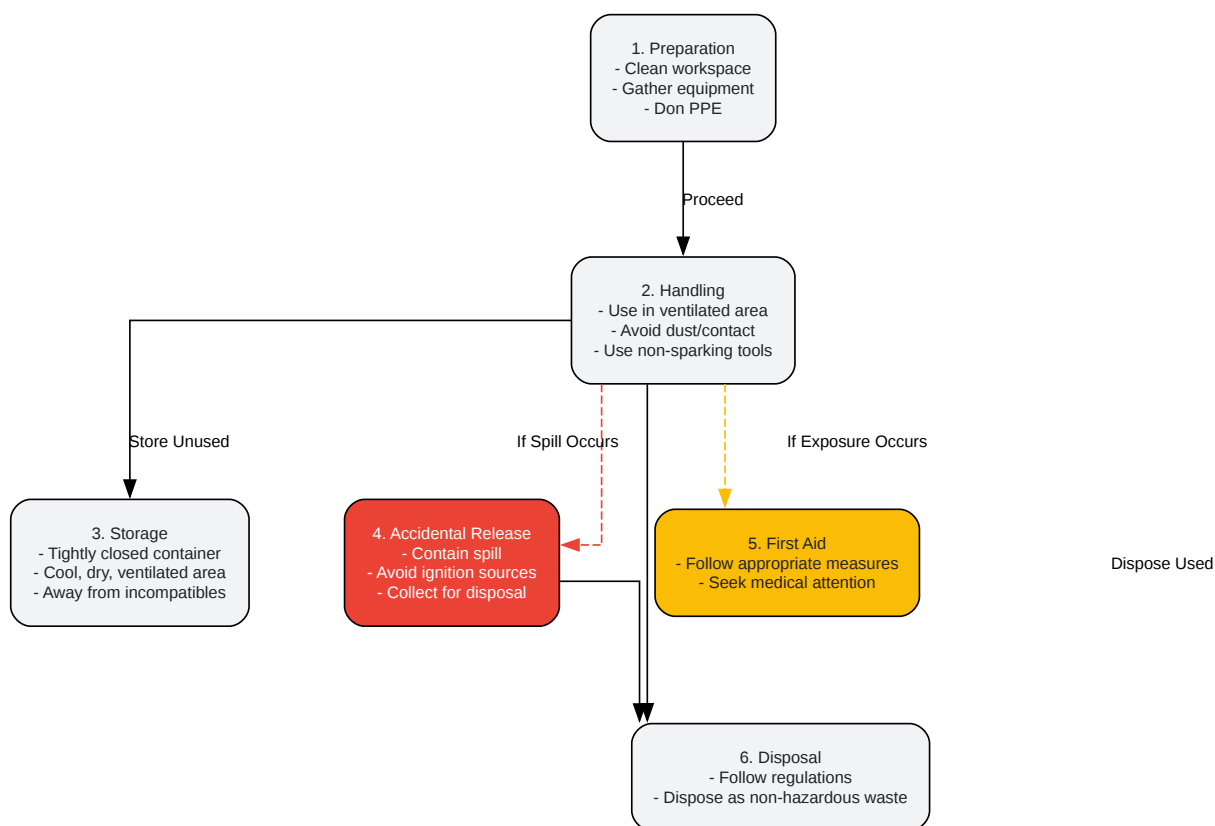 1. Preparation
- Clean workspace
- Gather equipment
- Don PPE
Proceed
2. Handling
- Use in ventilated area
- Avoid dust/contact
- Use non-sparking tools
Store Unused
If Spill Occurs
If Exposure Occurs
3. Storage
- Tightly closed container
- Cool, dry, ventilated area
- Away from incompatibles
4. Accidental Release
- Contain spill
- Avoid ignition sources
- Collect for disposal
5. First Aid
- Follow appropriate measures
- Seek medical attention
Dispose Used
6. Disposal
- Follow regulations
- Dispose as non-hazardous waste